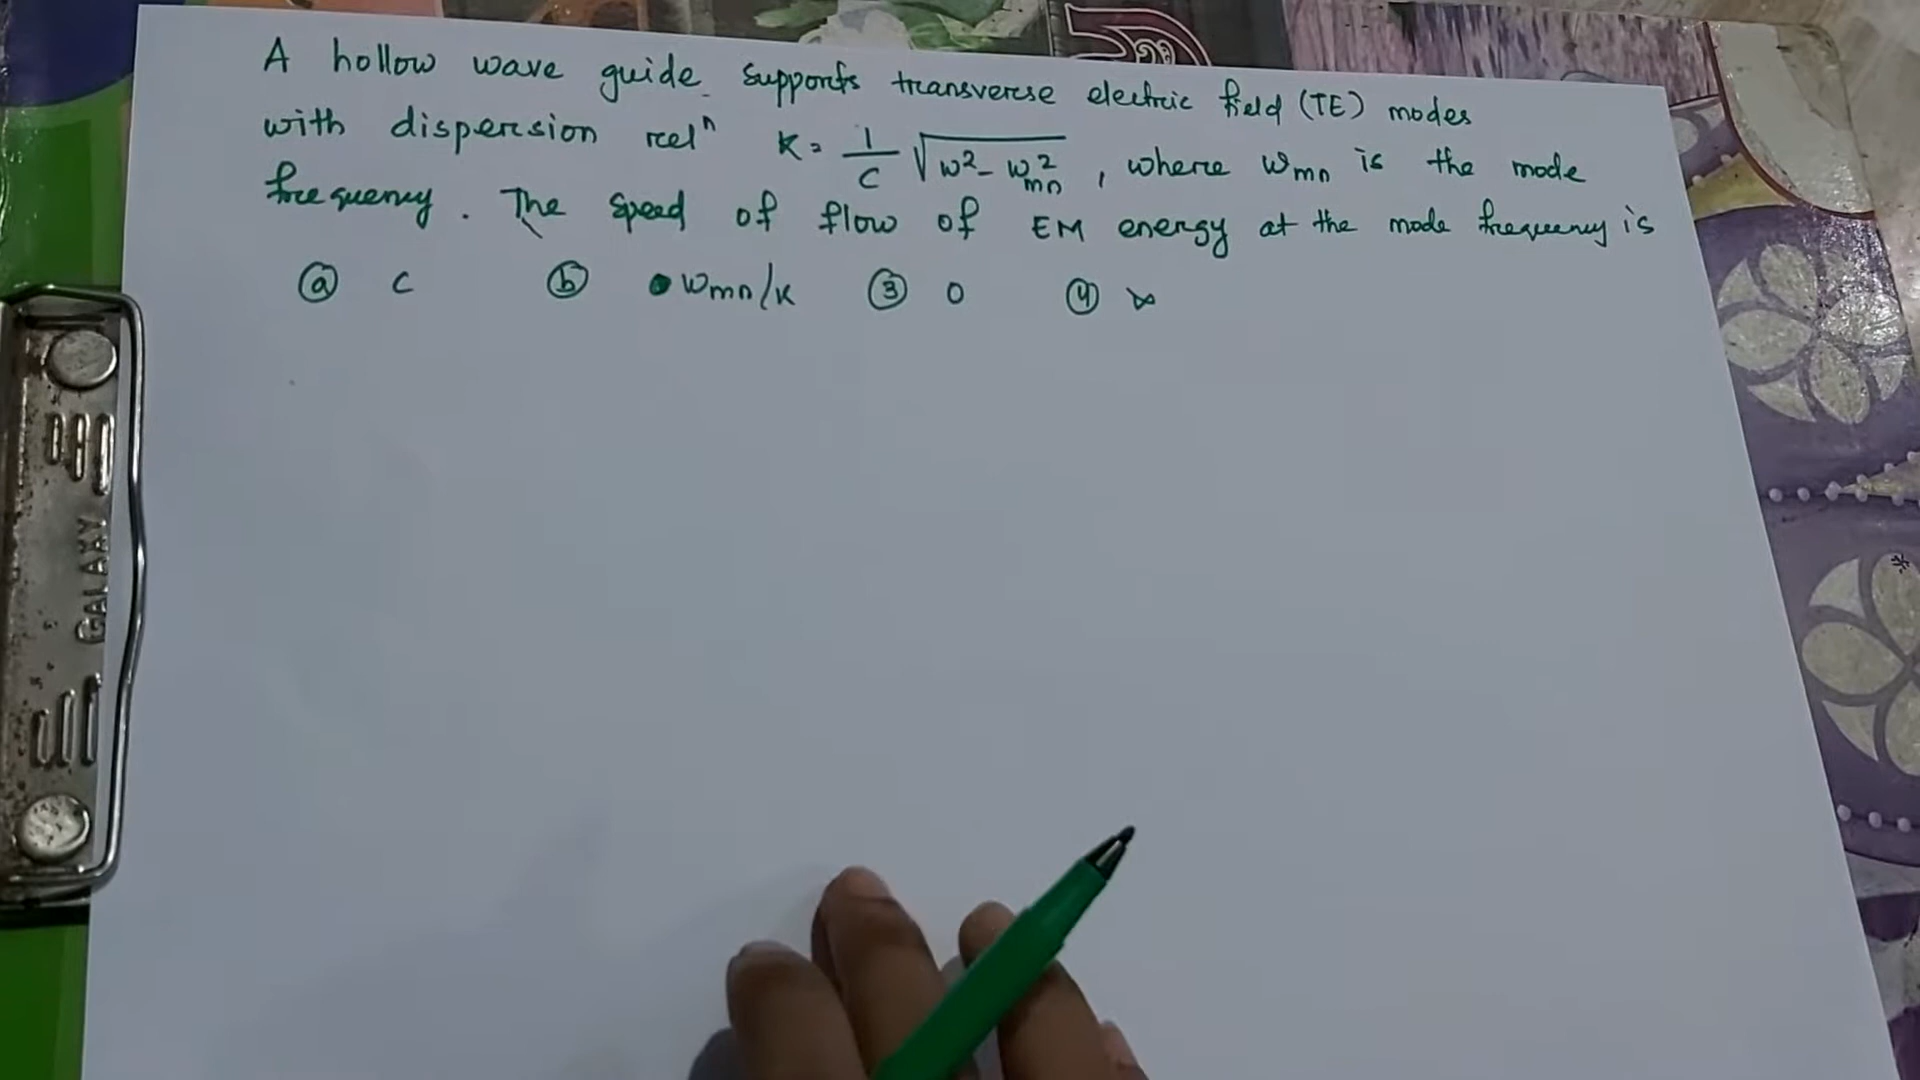 A hollow wave guide supports transverse electric field (TE) modes
with dispersion relⁿ K = 1/C √(ω² - ω²mn) , where ωmn is the mode
frequency . The speed of flow of EM energy at the mode frequency is
ⓐ C ⓑ ωmn/K ③ 0 ④ ∞
GALAXY